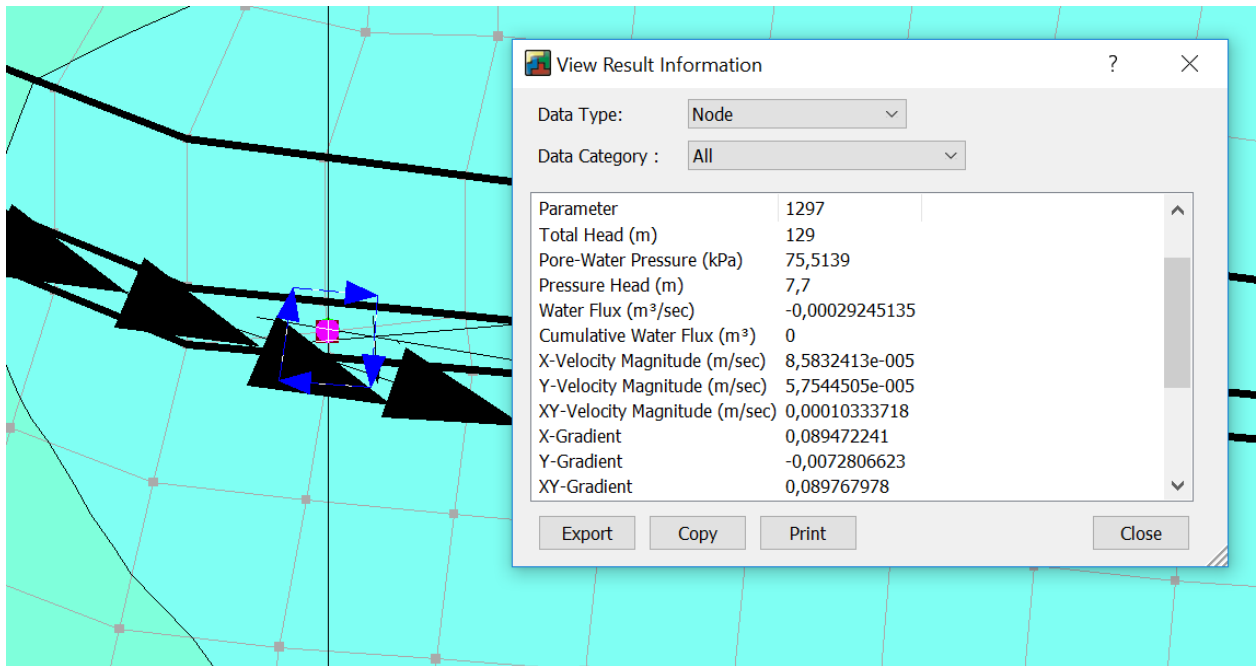 View Result Information ?
Data Type: Node
Data Category : All
Parameter 1297
Total Head (m) 129
Pore-Water Pressure (kPa) 75,5139
Pressure Head (m) 7,7
Water Flux (m³/sec) -0,00029245135
Cumulative Water Flux (m³) 0
X-Velocity Magnitude (m/sec) 8,5832413e-005
Y-Velocity Magnitude (m/sec) 5,7544505e-005
XY-Velocity Magnitude (m/sec) 0,00010333718
X-Gradient 0,089472241
Y-Gradient -0,0072806623
XY-Gradient 0,089767978
Export Copy Print Close